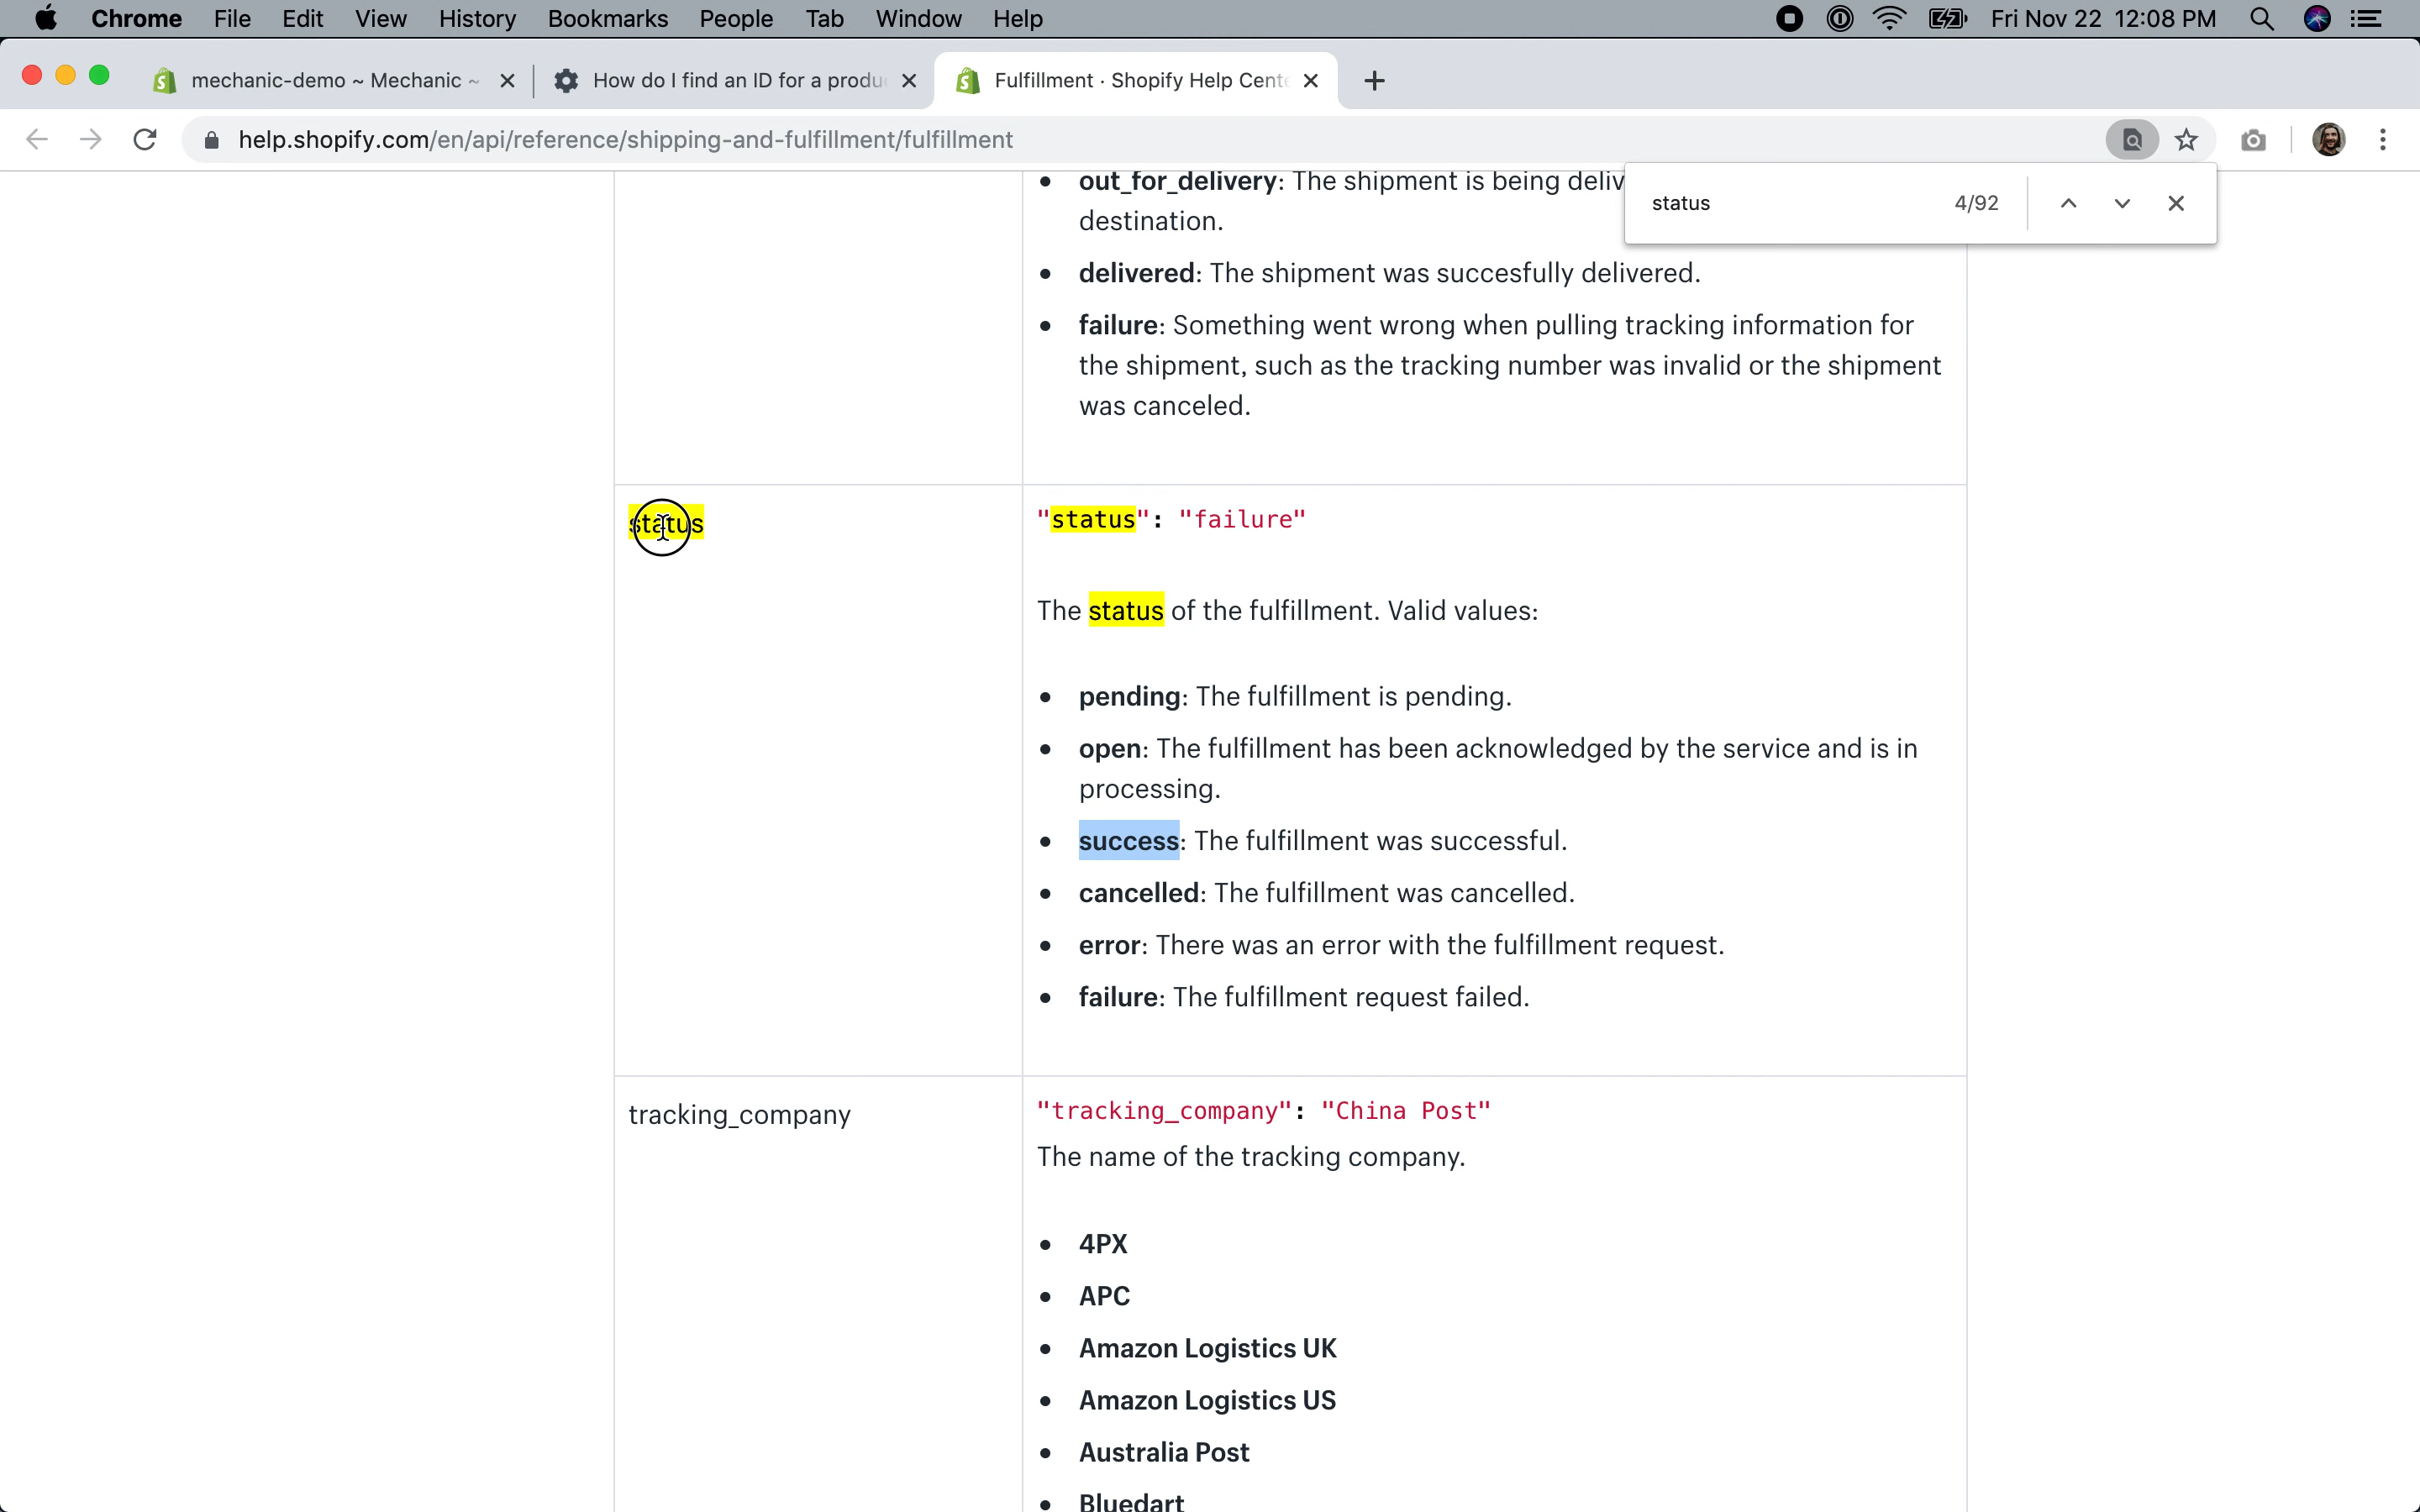 Chrome File Edit View History Bookmarks People Tab Window Help Fri Nov 22 12:08 PM
mechanic-demo ~ Mechanic ~ How do I find an ID for a produ Fulfillment · Shopify Help Cente
help.shopify.com/en/api/reference/shipping-and-fulfillment/fulfillment
status 4/92
• out_for_delivery: The shipment is being deliv
destination.
• delivered: The shipment was succesfully delivered.
• failure: Something went wrong when pulling tracking information for
the shipment, such as the tracking number was invalid or the shipment
was canceled.
status
"status": "failure"
The status of the fulfillment. Valid values:
• pending: The fulfillment is pending.
• open: The fulfillment has been acknowledged by the service and is in
processing.
• success: The fulfillment was successful.
• cancelled: The fulfillment was cancelled.
• error: There was an error with the fulfillment request.
• failure: The fulfillment request failed.
tracking_company
"tracking_company": "China Post"
The name of the tracking company.
• 4PX
• APC
• Amazon Logistics UK
• Amazon Logistics US
• Australia Post
• Bluedart